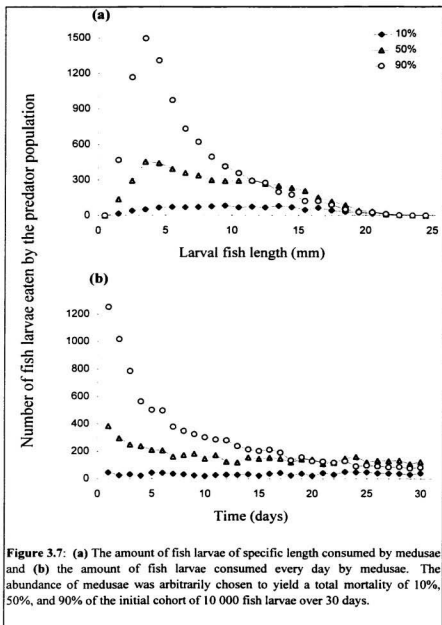 (a)
1500
1200
900
600
300
0
10%
50%
90%
0 5 10 15 20 25
Larval fish length (mm)
Number of fish larvae eaten by the predator population
(b)
1200
1000
800
600
400
200
0
0 5 10 15 20 25 30
Time (days)
Figure 3.7: (a) The amount of fish larvae of specific length consumed by medusae
and (b) the amount of fish larvae consumed every day by medusae. The
abundance of medusae was arbitrarily chosen to yield a total mortality of 10%,
50%, and 90% of the initial cohort of 10 000 fish larvae over 30 days.